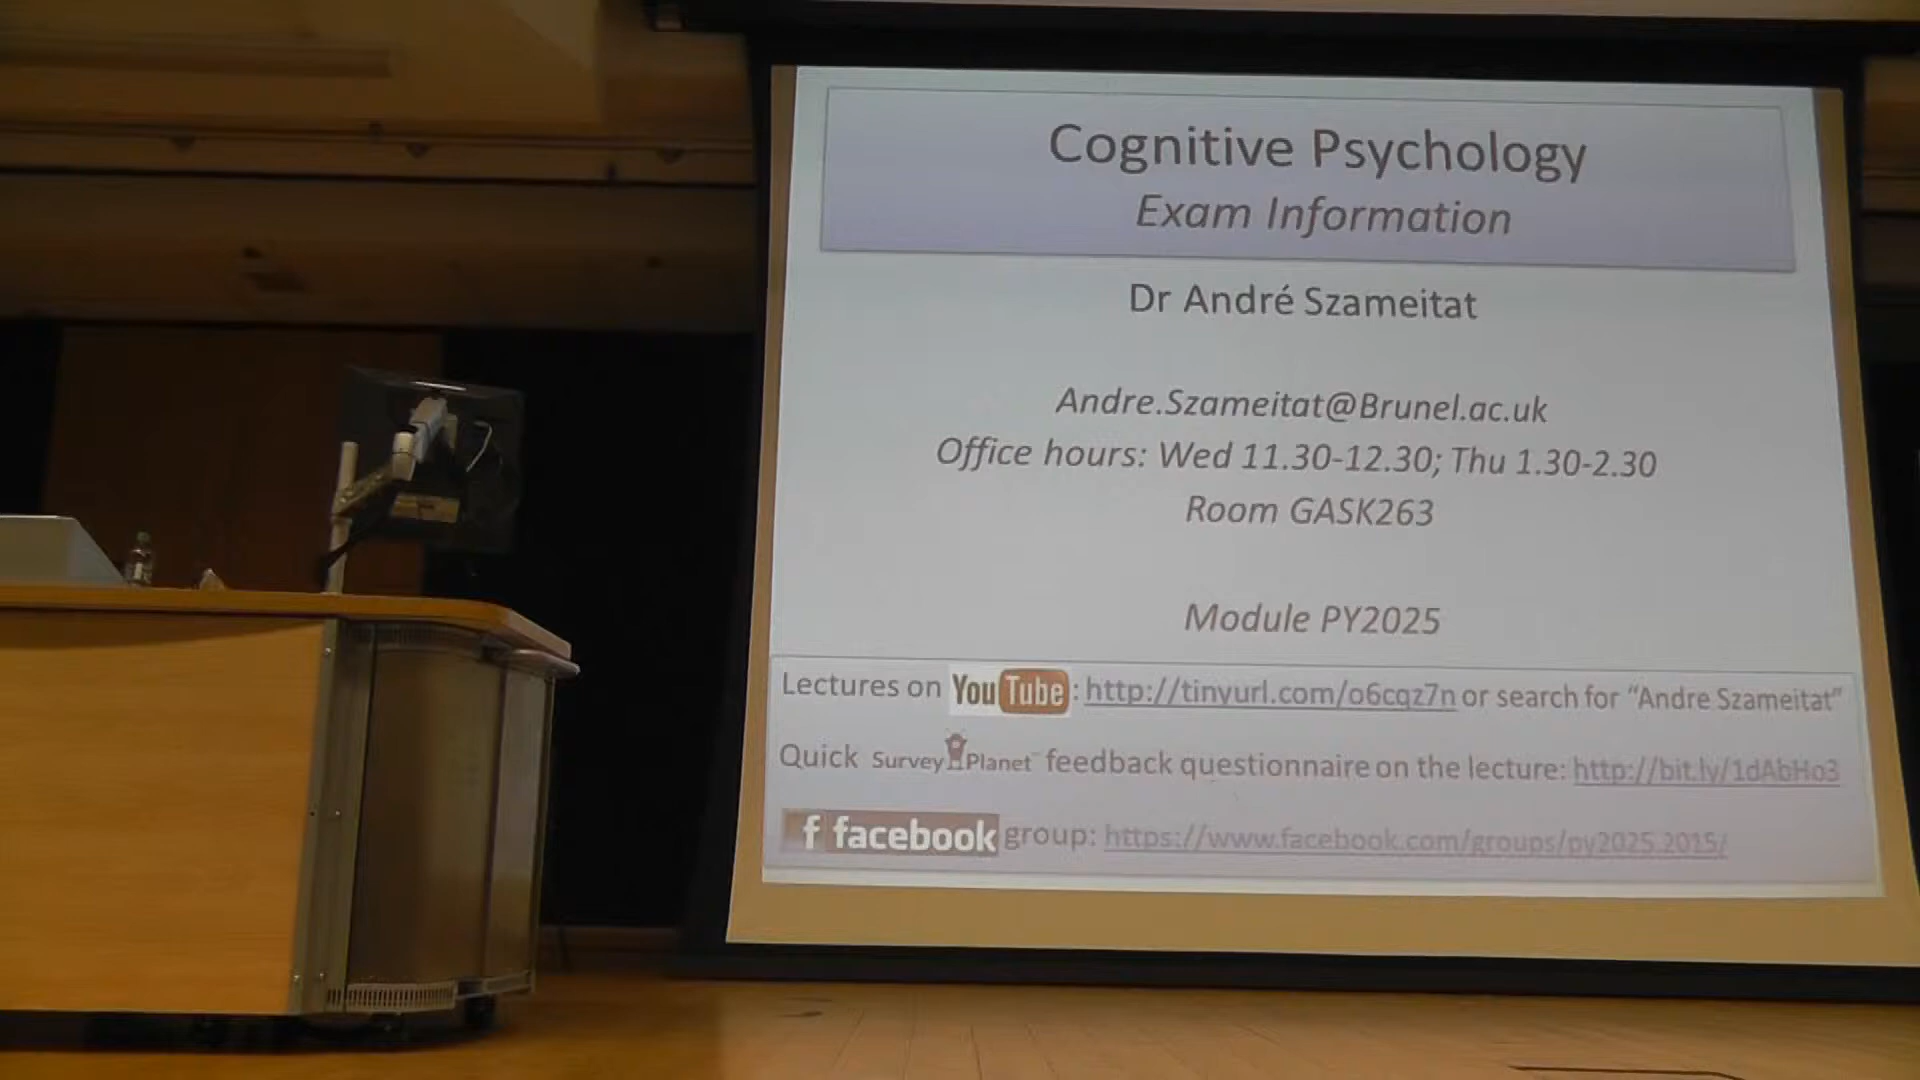 Cognitive Psychology
Exam Information
Dr André Szameitat
Andre.Szameitat@Brunel.ac.uk
Office hours: Wed 11.30-12.30; Thu 1.30-2.30
Room GASK263
Module PY2025
Lectures on YouTube: http://tinyurl.com/o6cqz7n or search for "Andre Szameitat"
Quick Survey Planet feedback questionnaire on the lecture: http://bit.ly/1dAbHo3
f facebook group: https://www.facebook.com/groups/py2025.2015/